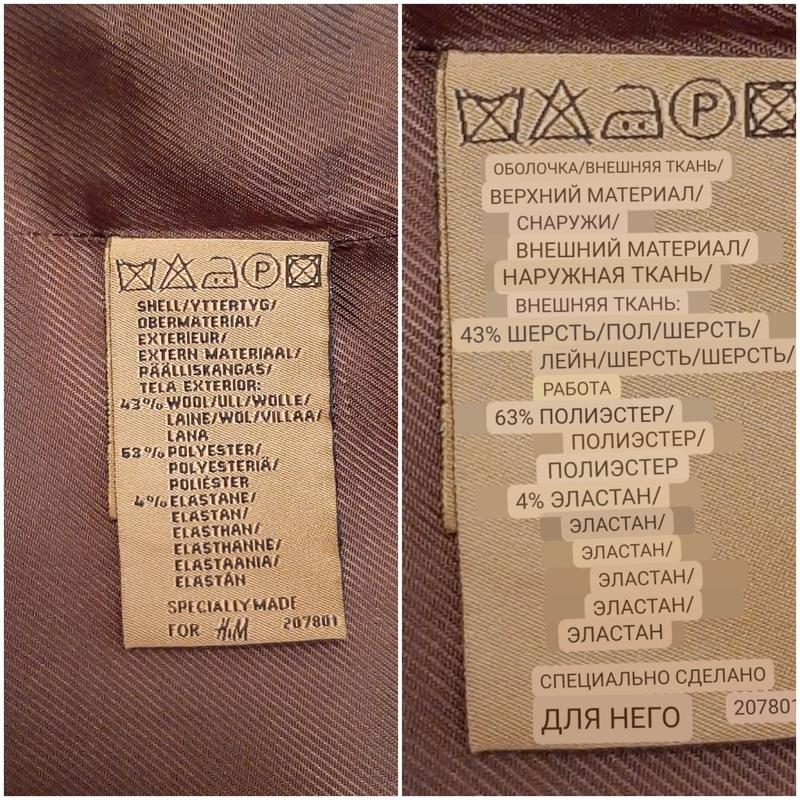 SHELL/YTTERTYG/
OBERMATERIAL/
EXTERIEUR/
EXTERN MATERIAAL/
PÄÄLLISKANGAS/
TELA EXTERIOR:
43% WOOL/ULL/WOLLE/
LAINE/WOL/VILLAA/
LANA
53% POLYESTER/
POLYESTERIÄ/
POLIÉSTER
4% ELASTANE/
ELASTAN/
ELASTHAN/
ELASTHANNE/
ELASTAANIA/
ELASTÁN
SPECIALLY MADE
FOR H&M 207801
P
P
ОБОЛОЧКА/ВНЕШНЯЯ ТКАНЬ/
ВЕРХНИЙ МАТЕРИАЛ/
СНАРУЖИ/
ВНЕШНИЙ МАТЕРИАЛ/
НАРУЖНАЯ ТКАНЬ/
ВНЕШНЯЯ ТКАНЬ:
43% ШЕРСТЬ/ПОЛ/ШЕРСТЬ/
ЛЕЙН/ШЕРСТЬ/ШЕРСТЬ/
РАБОТА
63% ПОЛИЭСТЕР/
ПОЛИЭСТЕР/
ПОЛИЭСТЕР
4% ЭЛАСТАН/
ЭЛАСТАН/
ЭЛАСТАН/
ЭЛАСТАН/
ЭЛАСТАН/
ЭЛАСТАН
СПЕЦИАЛЬНО СДЕЛАНО
ДЛЯ НЕГО 207801